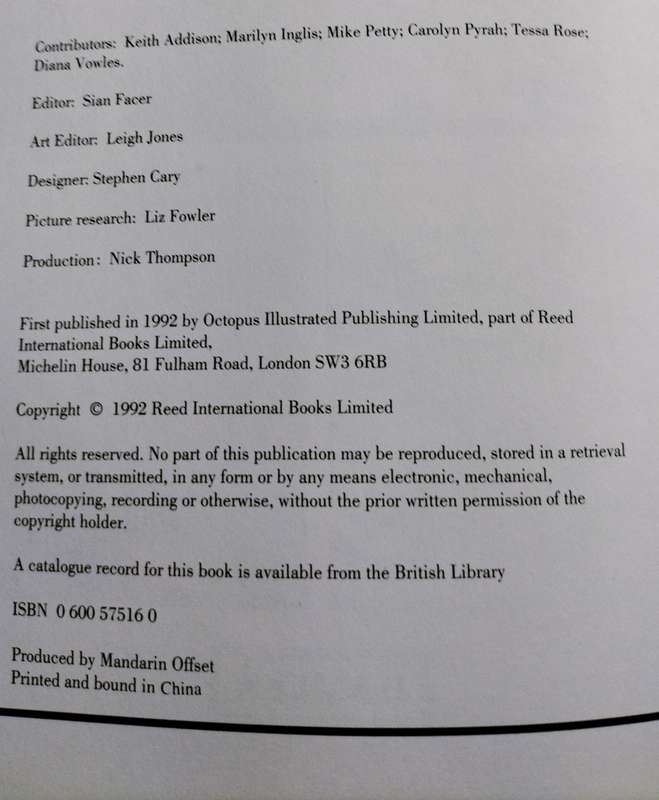 Contributors: Keith Addison; Marilyn Inglis; Mike Petty; Carolyn Pyrah; Tessa Rose;
Diana Vowles.
Editor: Sian Facer
Art Editor: Leigh Jones
Designer: Stephen Cary
Picture research: Liz Fowler
Production: Nick Thompson
First published in 1992 by Octopus Illustrated Publishing Limited, part of Reed
International Books Limited,
Michelin House, 81 Fulham Road, London SW3 6RB
Copyright © 1992 Reed International Books Limited
All rights reserved. No part of this publication may be reproduced, stored in a retrieval
system, or transmitted, in any form or by any means electronic, mechanical,
photocopying, recording or otherwise, without the prior written permission of the
copyright holder.
A catalogue record for this book is available from the British Library
ISBN 0 600 57516 0
Produced by Mandarin Offset
Printed and bound in China